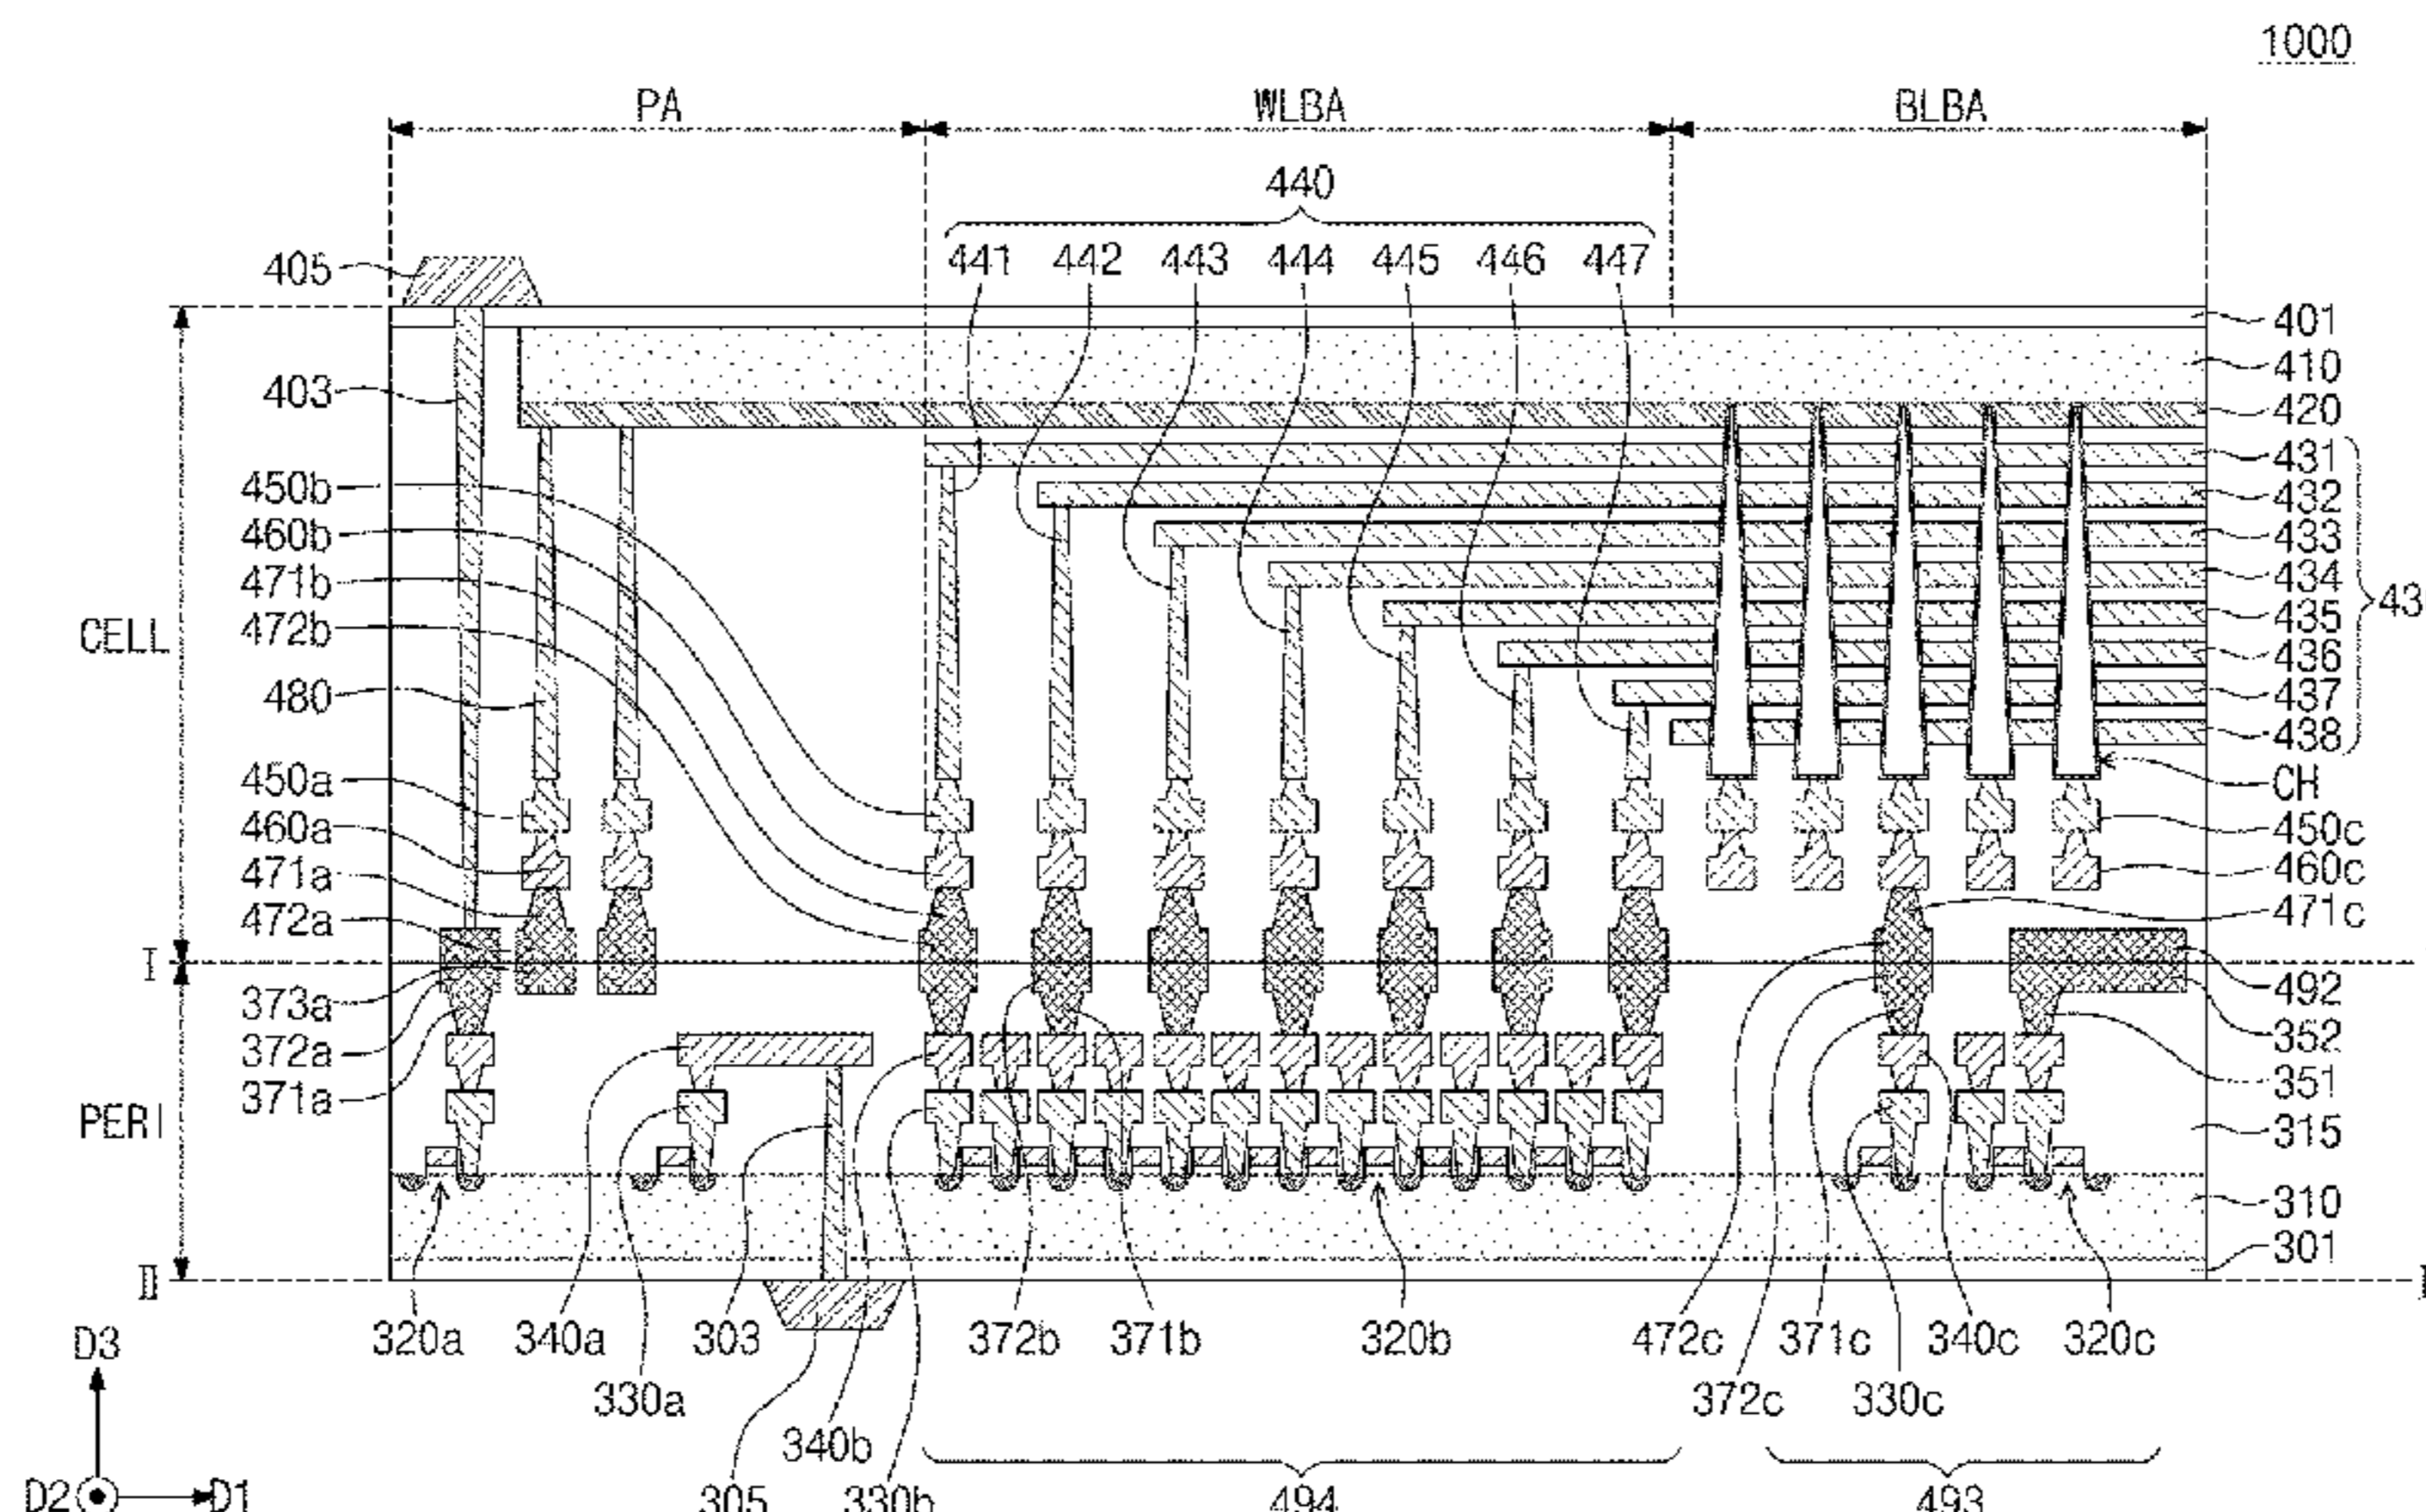 1000
PA WLBA BLBA
440
405 441 442 443 444 445 446 447
401
410
403
420
431
450b 432
460b 433
471b 434
435 43
472b
CELL 436
480 437
438
450a CH
460a 450c
471a 460c
472a 471c
I
373a 492
372a 352
371a 351
PERI 315
310
301
II
320a 340a 303 372b 371b 320b 472c 371c 340c 320c
D3
330a 372c 330c
340b
D2 D1 305 330b 494 493